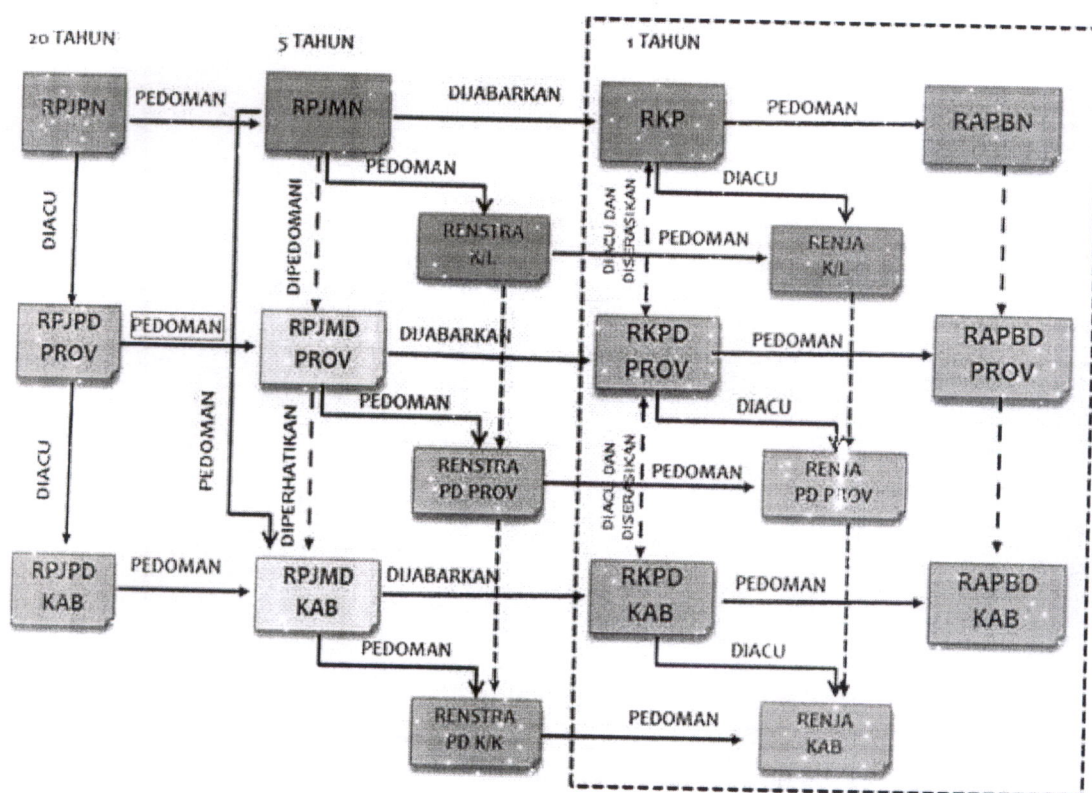 20 TAHUN
5 TAHUN
1 TAHUN
RPJPN
PEDOMAN
RPJMN
DIJABARKAN
RKP
PEDOMAN
RAPBN
DIACU
DIPEDOMANI
PEDOMAN
RENSTRA
K/L
PEDOMAN
DIACU DAN
DISERASIKAN
DIACU
RENJA
K/L
RPJPD
PROV
PEDOMAN
RPJMD
PROV
DIJABARKAN
RKPD
PROV
PEDOMAN
RAPBD
PROV
DIACU
PEDOMAN
DIPERHATIKAN
PEDOMAN
RENSTRA
PD PROV
PEDOMAN
DIACU DAN
DISERASIKAN
DIACU
RENJA
PD PROV
RPJPD
KAB
PEDOMAN
RPJMD
KAB
DIJABARKAN
RKPD
KAB
PEDOMAN
RAPBD
KAB
PEDOMAN
RENSTRA
PD K/K
PEDOMAN
DIACU
RENJA
KAB